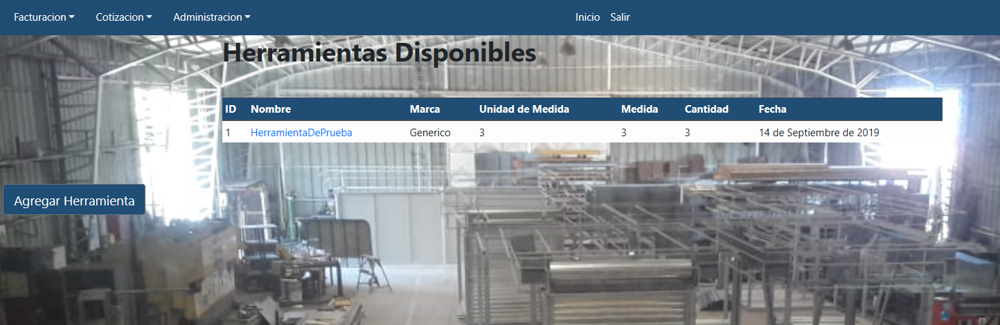 Facturacion Cotizacion Administracion Inicio Salir
Herramientas Disponibles
ID Nombre Marca Unidad de Medida Medida Cantidad Fecha
1 HerramientaDePrueba Generico 3 3 3 14 de Septiembre de 2019
Agregar Herramienta